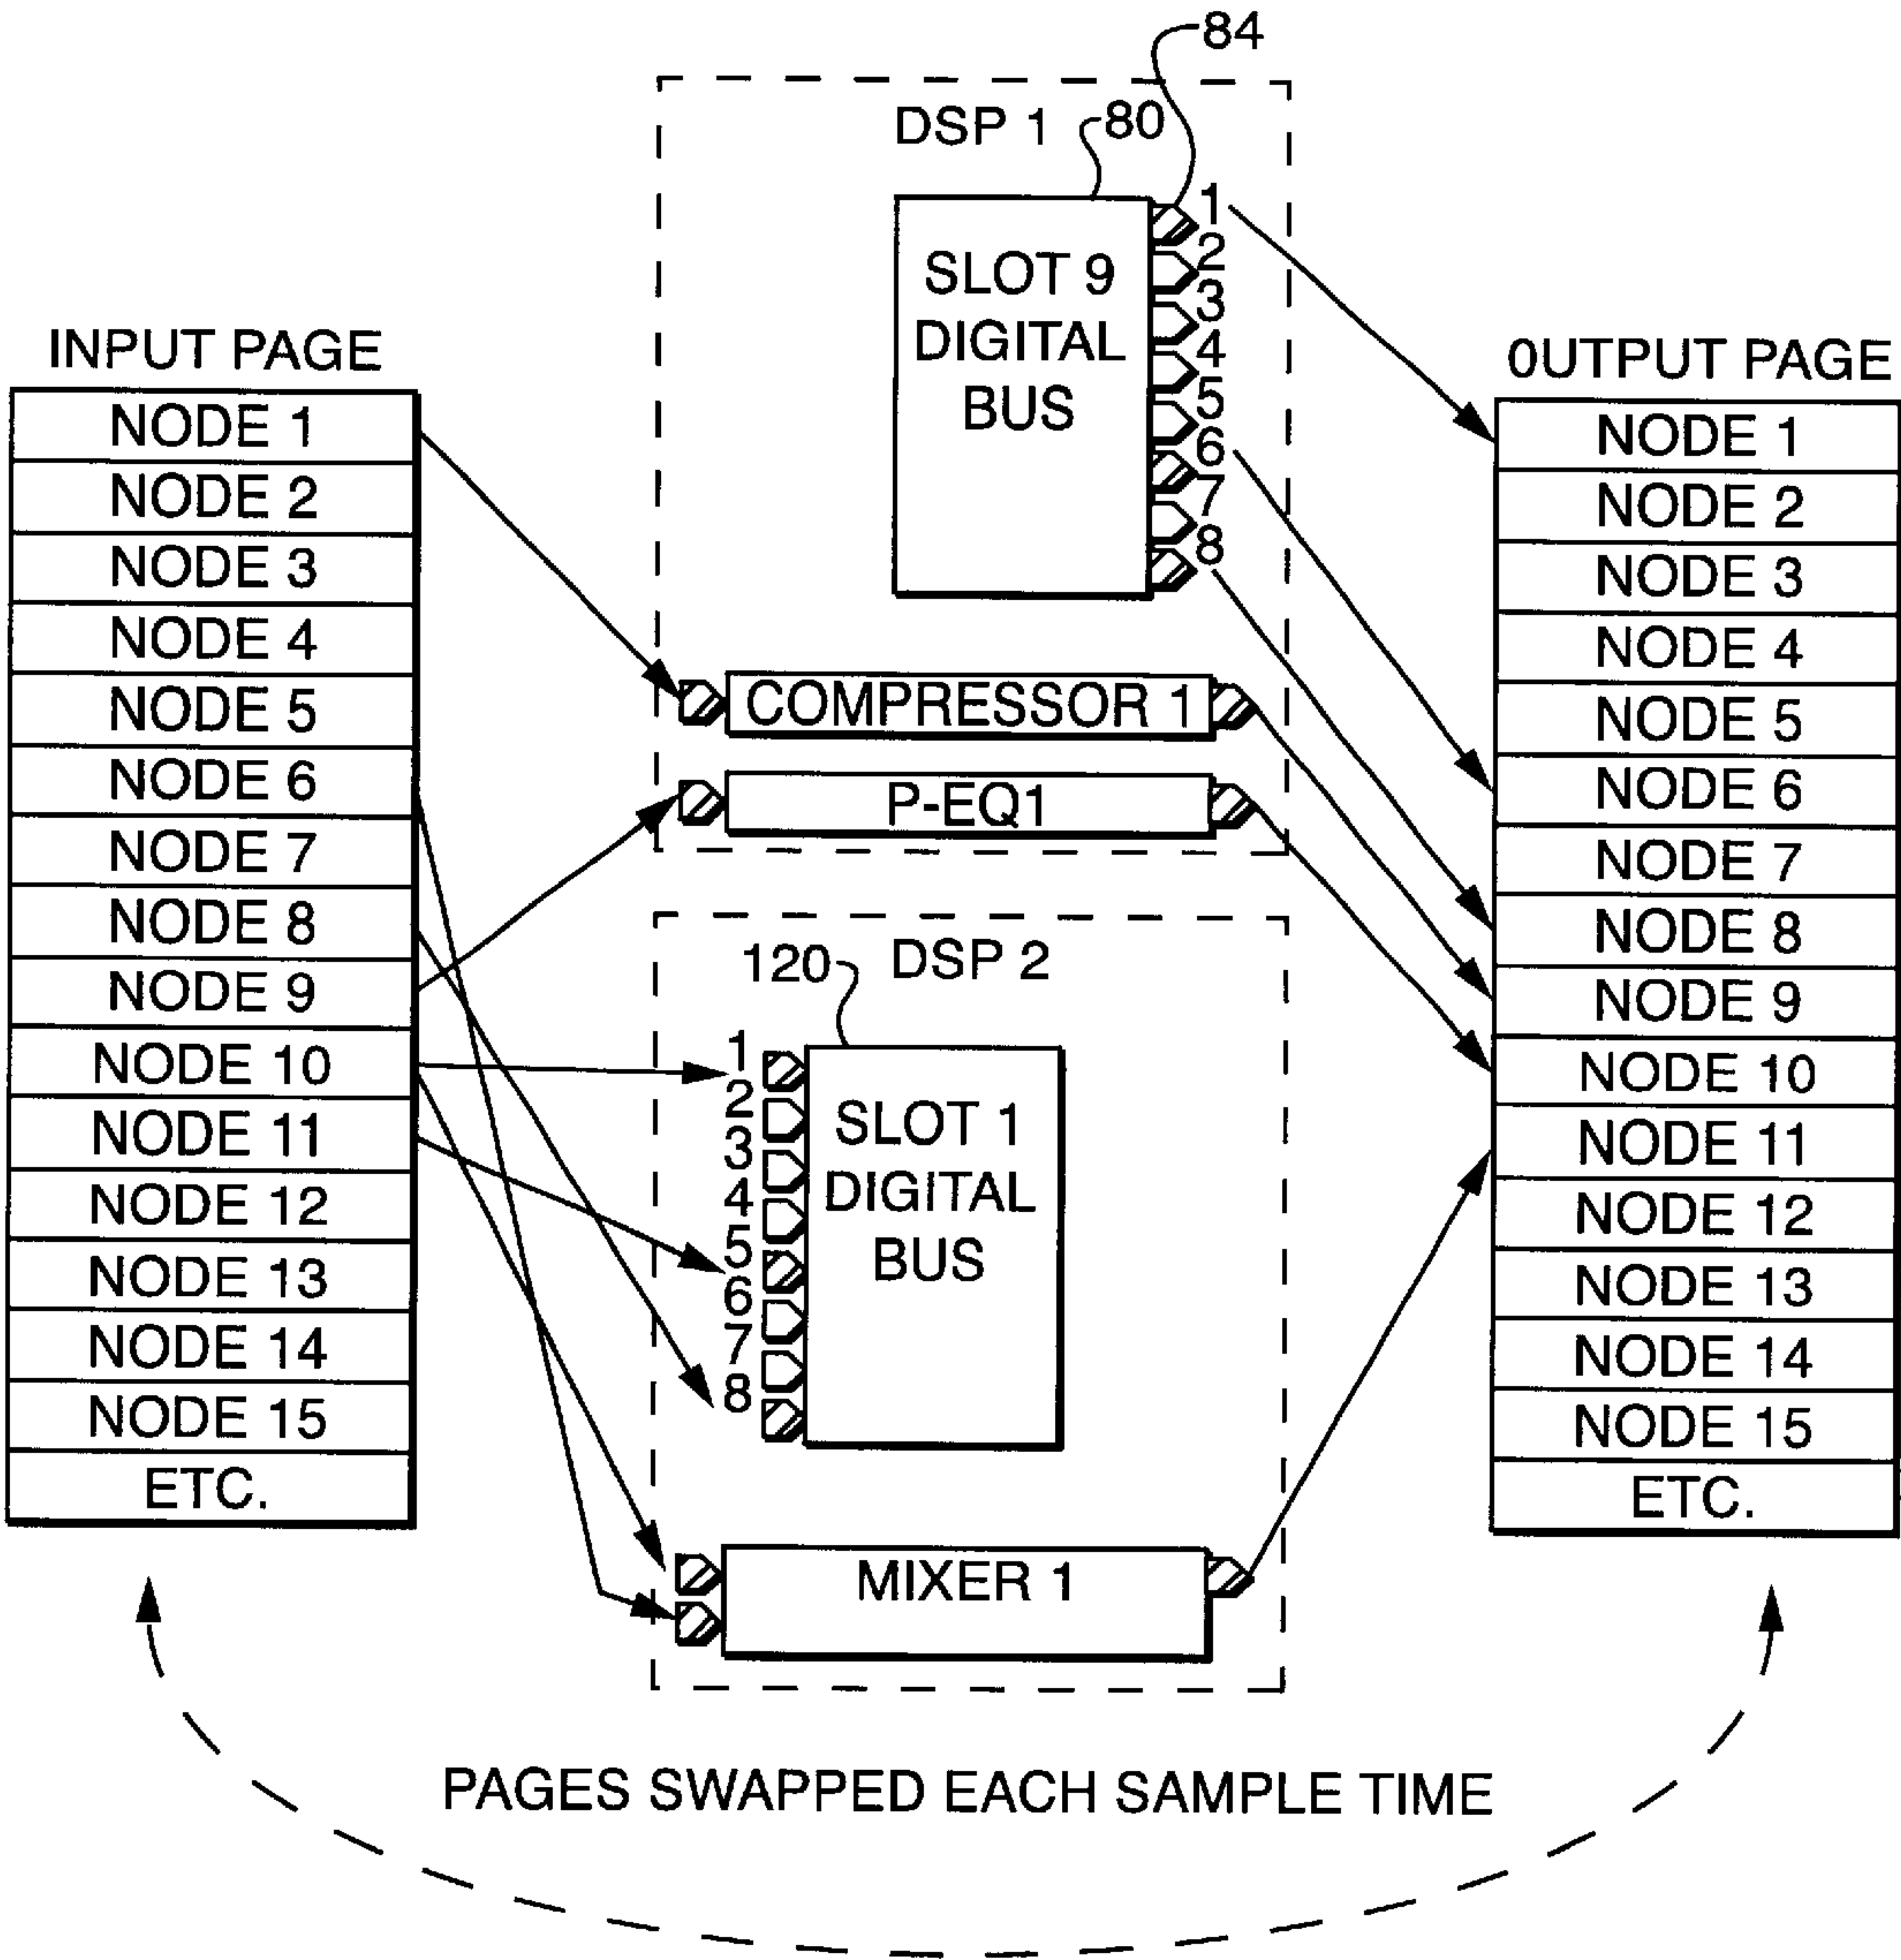 84
DSP 1
80
SLOT 9
DIGITAL
BUS
1
2
3
4
5
6
7
8
INPUT PAGE
NODE 1
NODE 2
NODE 3
NODE 4
NODE 5
NODE 6
NODE 7
NODE 8
NODE 9
NODE 10
NODE 11
NODE 12
NODE 13
NODE 14
NODE 15
ETC.
COMPRESSOR 1
P-EQ1
120
DSP 2
1
2
3
4
5
6
7
8
SLOT 1
DIGITAL
BUS
MIXER 1
0UTPUT PAGE
NODE 1
NODE 2
NODE 3
NODE 4
NODE 5
NODE 6
NODE 7
NODE 8
NODE 9
NODE 10
NODE 11
NODE 12
NODE 13
NODE 14
NODE 15
ETC.
PAGES SWAPPED EACH SAMPLE TIME